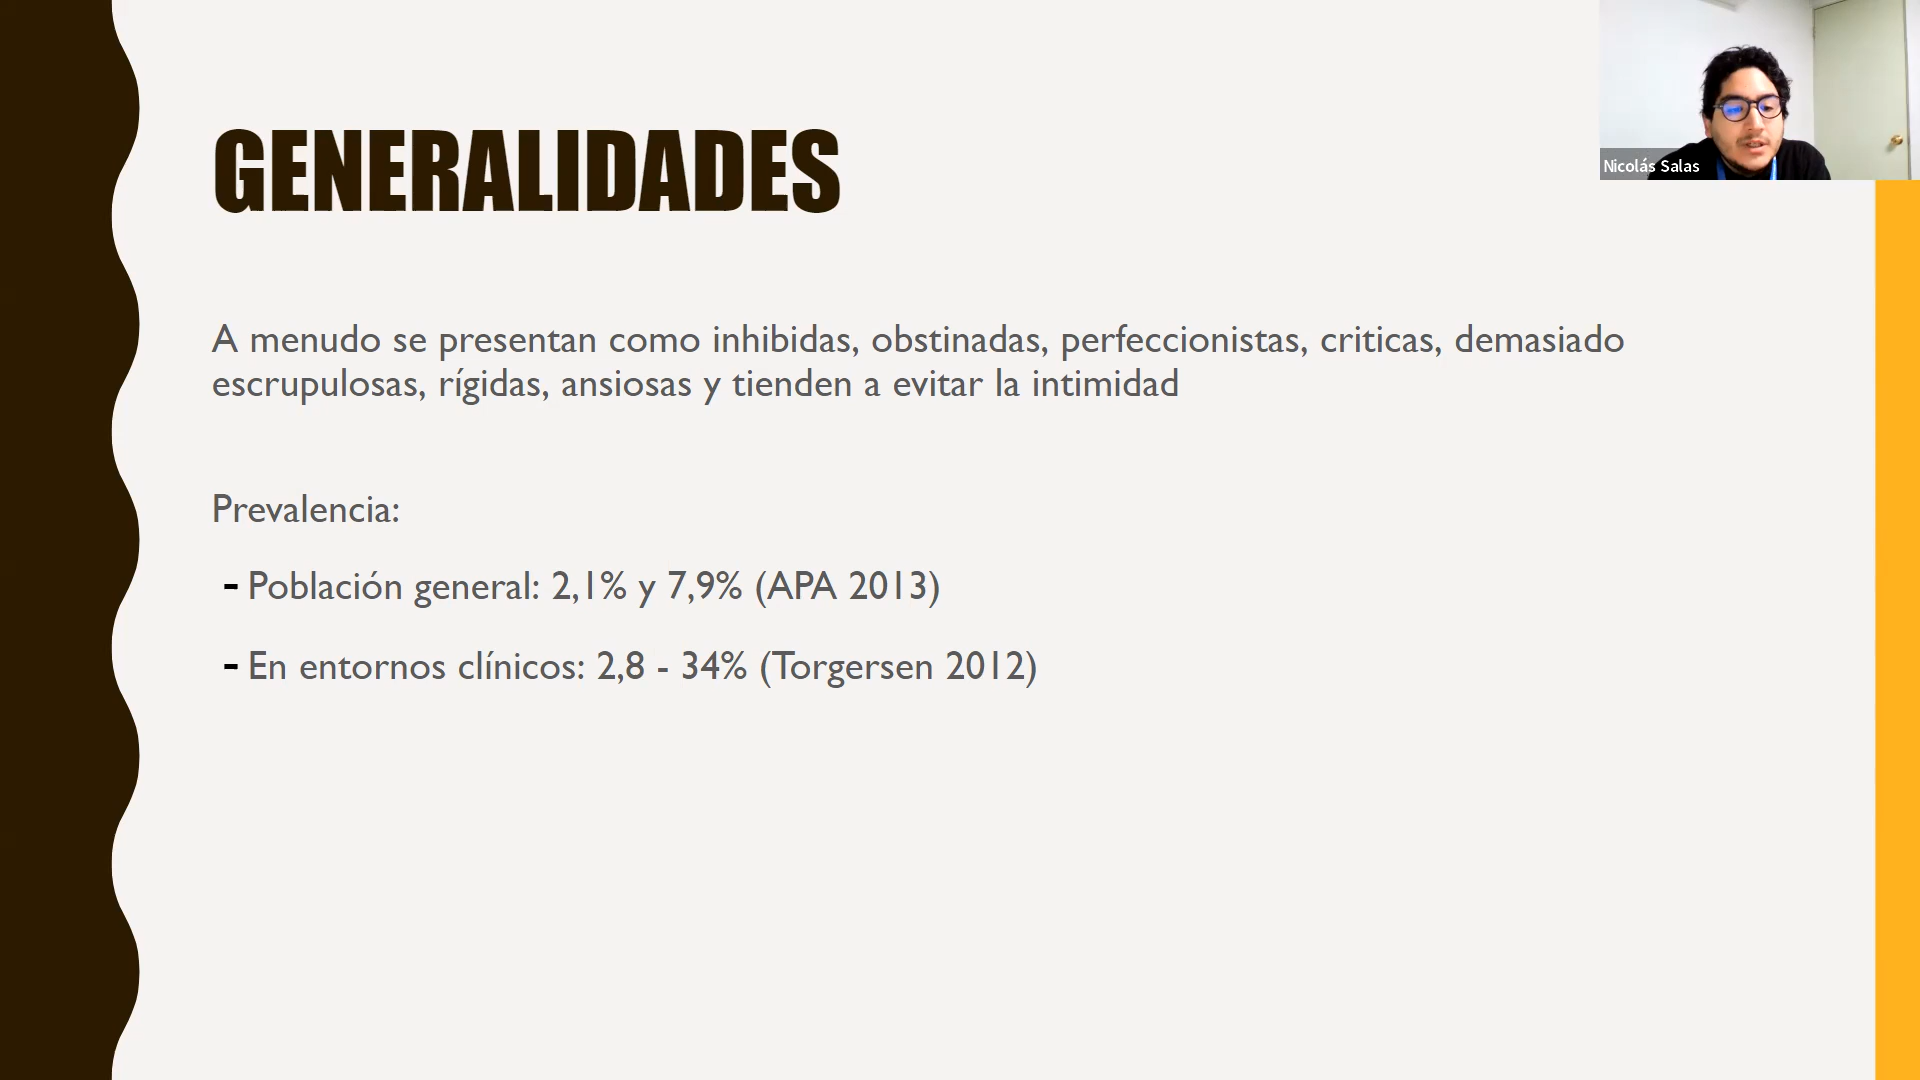 GENERALIDADES
Nicolás Salas
A menudo se presentan como inhibidas, obstinadas, perfeccionistas, criticas, demasiado
escrupulosas, rígidas, ansiosas y tienden a evitar la intimidad
Prevalencia:
- Población general: 2,1% y 7,9% (APA 2013)
- En entornos clínicos: 2,8 - 34% (Torgersen 2012)